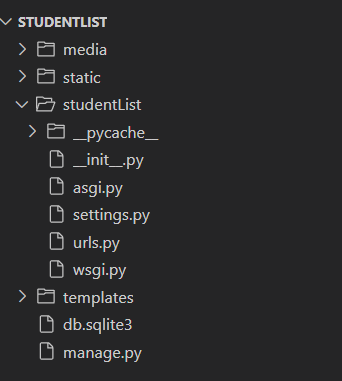 STUDENTLIST
media
static
studentList
__pycache__
__init__.py
asgi.py
settings.py
urls.py
wsgi.py
templates
db.sqlite3
manage.py